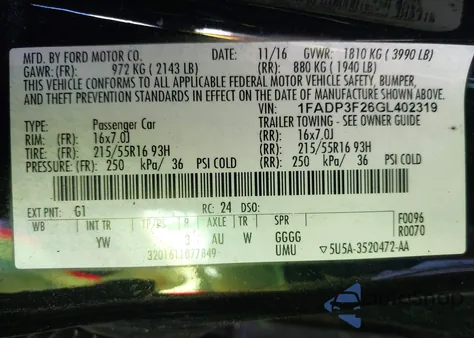 MFD. BY FORD MOTOR CO. DATE: 11/16 GVWR: 1810 KG ( 3990 LB)
GAWR: (FR): 972 KG ( 2143 LB) (RR): 880 KG ( 1940 LB)
THIS VEHICLE CONFORMS TO ALL APPLICABLE FEDERAL MOTOR VEHICLE SAFETY, BUMPER,
AND THEFT PREVENTION STANDARDS IN EFFECT ON THE DATE OF MANUFACTURE SHOWN ABOVE.
VIN: 1FADP3F26GL402319
TYPE: Passenger Car TRAILER TOWING - SEE OWNER GUIDE
RIM: (FR): 16x7.0J (RR): 16x7.0J
TIRE: (FR): 215/55R16 93H (RR): 215/55R16 93H
PRESSURE: (FR): 250 kPa/ 36 PSI COLD (RR): 250 kPa/ 36 PSI COLD
EXT PNT: G1 RC: 24 DSO: F0096
WB INT TR TP/PS R AXLE TR SPR R0070
YW 3 AU W GGGG
UMU 5U5A-3520472-AA